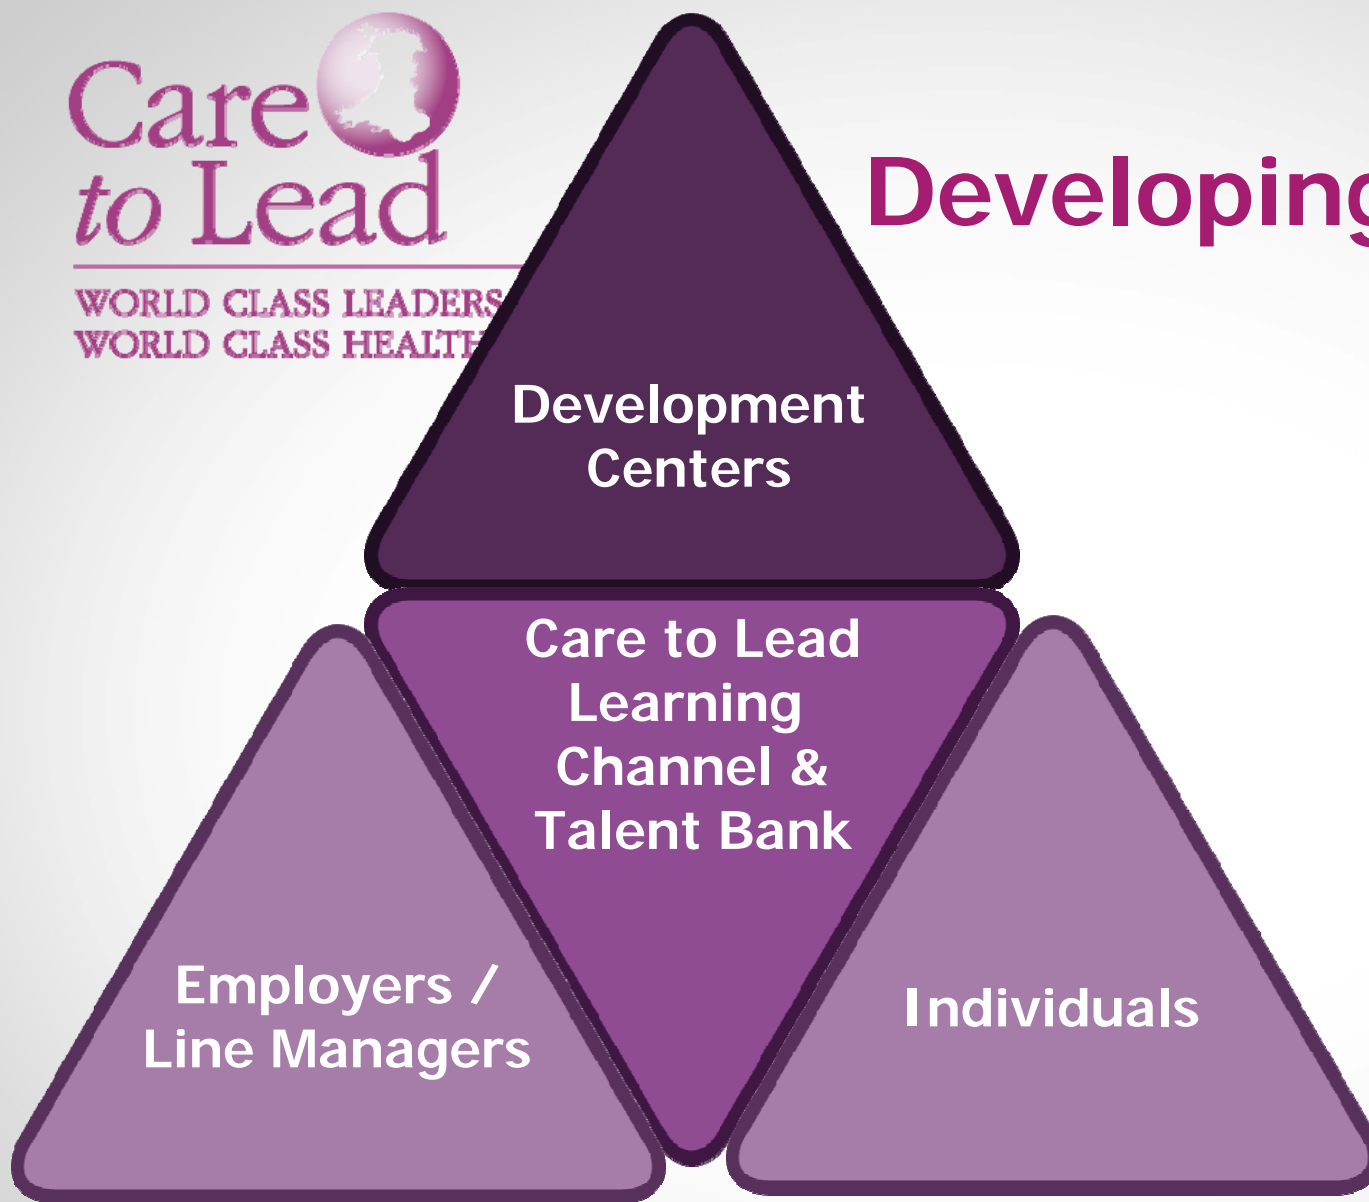 Care
to Lead
WORLD CLASS LEADERS
WORLD CLASS HEALTH
Developing
Development
Centers
Care to Lead
Learning
Channel &
Talent Bank
Employers /
Line Managers
Individuals